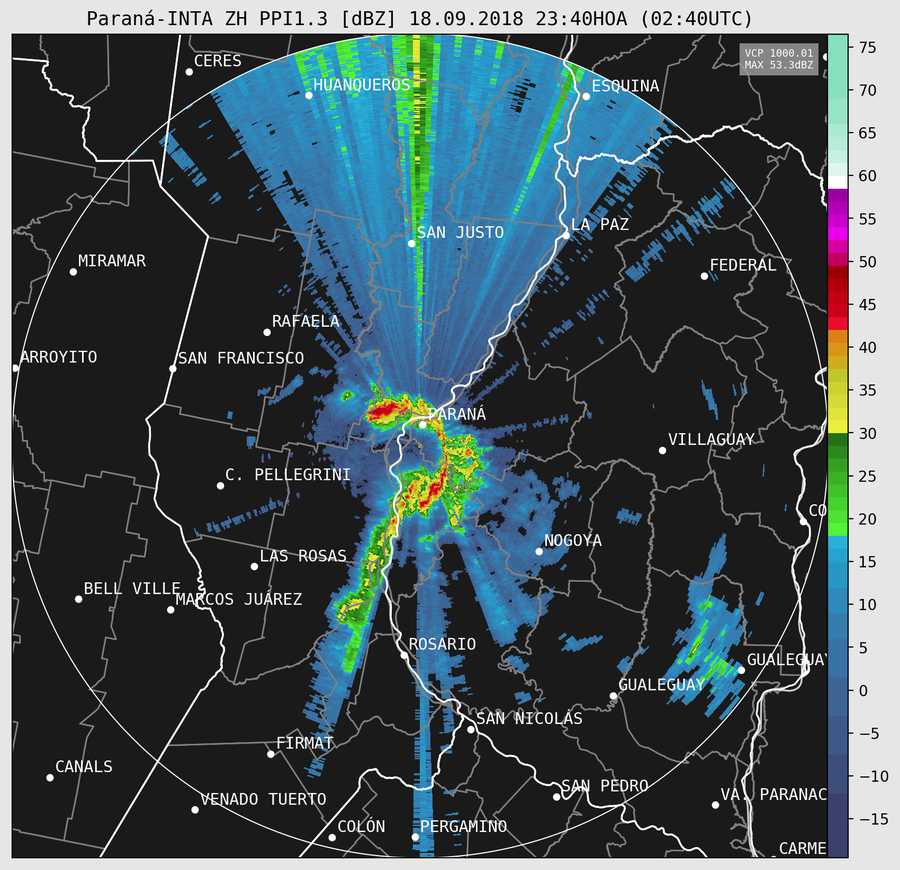 Paraná-INTA ZH PPI1.3 [dBZ] 18.09.2018 23:40HOA (02:40UTC)
VCP 1000.01
MAX 53.3dBZ
CERES
HUANQUEROS
ESQUINA
SAN JUSTO
LA PAZ
MIRAMAR
FEDERAL
RAFAELA
ARROYITO
SAN FRANCISCO
PARANÁ
VILLAGUAY
C. PELLEGRINI
CO
NOGOYA
LAS ROSAS
BELL VILLE
MARCOS JUÁREZ
ROSARIO
GUALEGUAY
GUALEGUAY
SAN NICOLÁS
FIRMAT
CANALS
SAN PEDRO
VENADO TUERTO
VA. PARANAC
COLÓN
PERGAMINO
CARME
75
70
65
60
55
50
45
40
35
30
25
20
15
10
5
0
−5
−10
−15